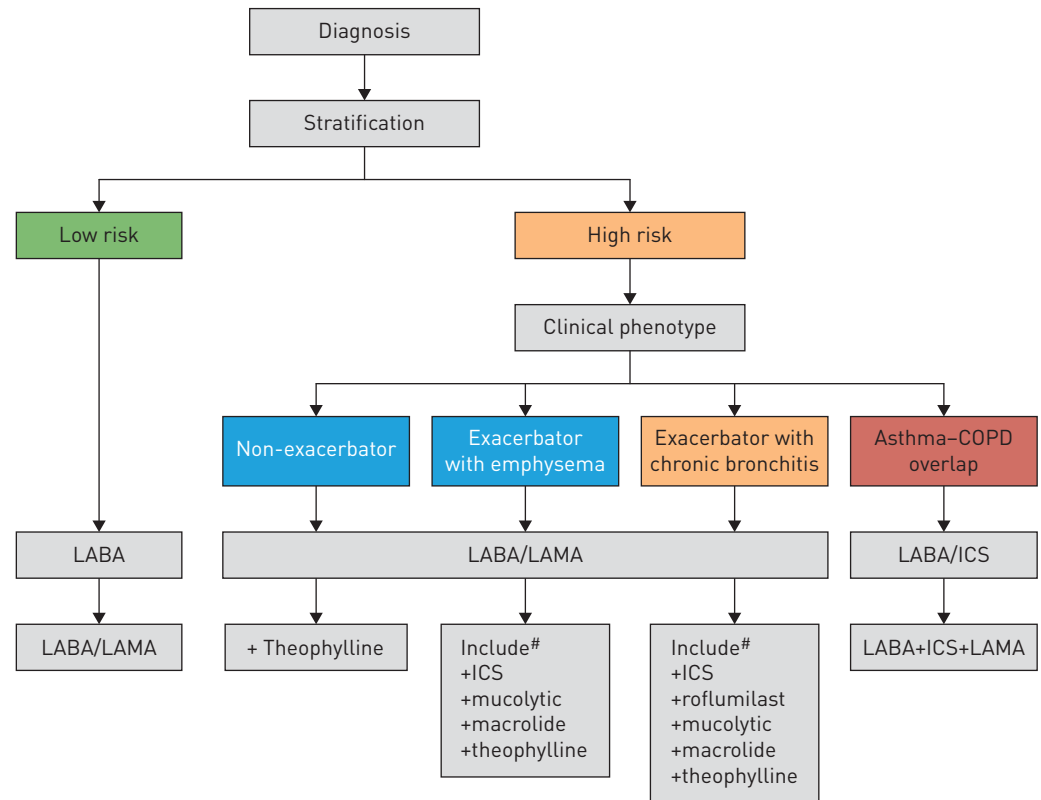 Diagnosis
Stratification
Low risk
High risk
Clinical phenotype
Non-exacerbator
Exacerbator
with emphysema
Exacerbator with
chronic bronchitis
Asthma–COPD
overlap
LABA
LABA/LAMA
LABA/ICS
LABA/LAMA
+ Theophylline
Include#
+ICS
+mucolytic
+macrolide
+theophylline
Include#
+ICS
+roflumilast
+mucolytic
+macrolide
+theophylline
LABA+ICS+LAMA